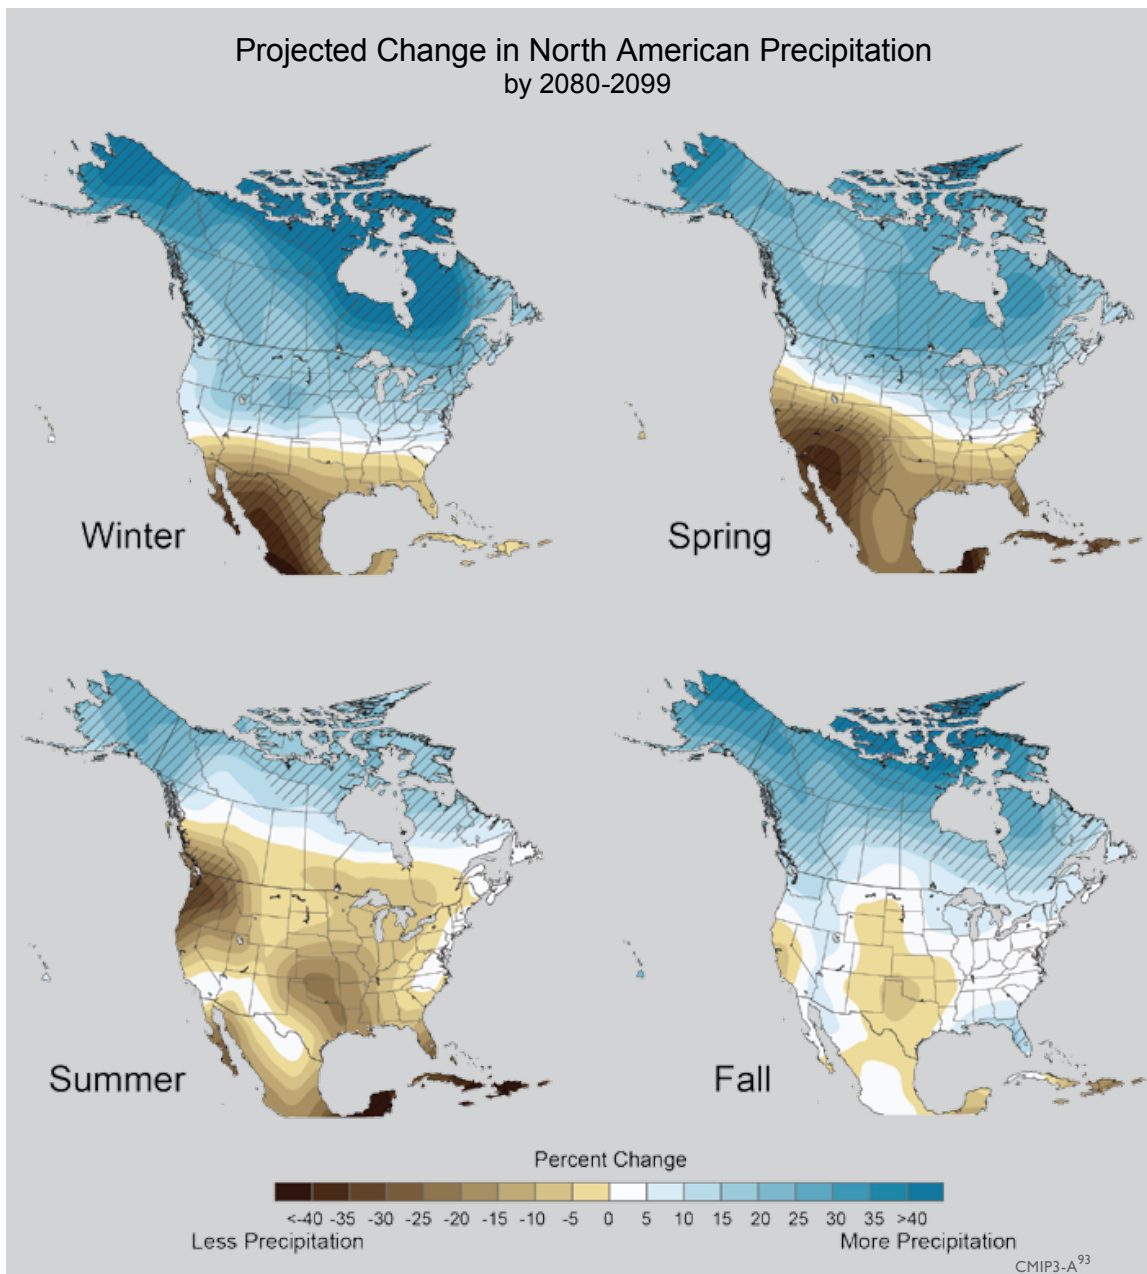 Projected Change in North American Precipitation
by 2080-2099
Winter
Spring
Summer
Fall
Percent Change
<-40 -35 -30 -25 -20 -15 -10 -5 0 5 10 15 20 25 30 35 >40
Less Precipitation
More Precipitation
CMIP3-A93